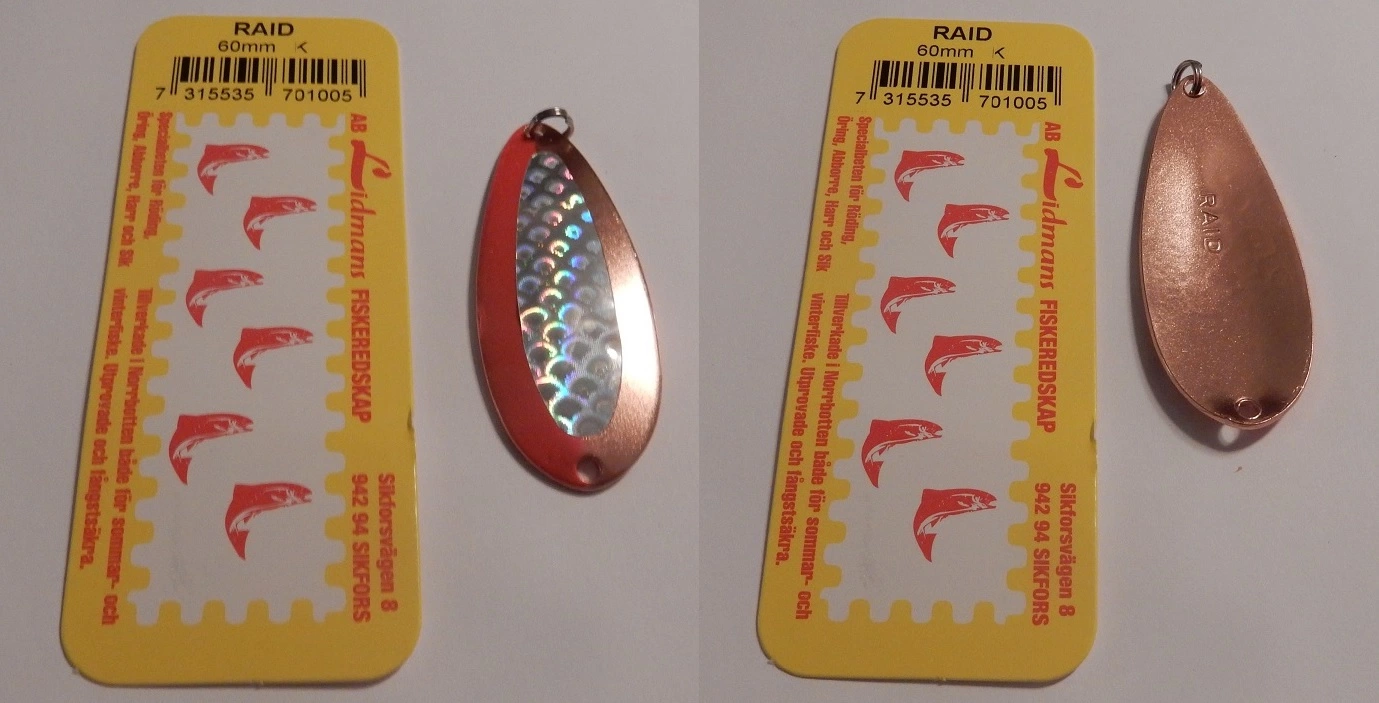 RAID
60mm K
7 315535 701005
AB Lidmans FISKEREDSKAP
Sikforsvägen 8
942 94 SIKFORS
Specialbeten för Röding,
Öring, Abborre, Harr och Sik
Tillverkade i Norrbotten både för sommar- och
vinterfiske. Utprovade och fångstsäkra.
RAID
60mm K
7 315535 701005
AB Lidmans FISKEREDSKAP
Sikforsvägen 8
942 94 SIKFORS
Specialbeten för Röding,
Öring, Abborre, Harr och Sik
Tillverkade i Norrbotten både för sommar- och
vinterfiske. Utprovade och fångstsäkra.
RAID